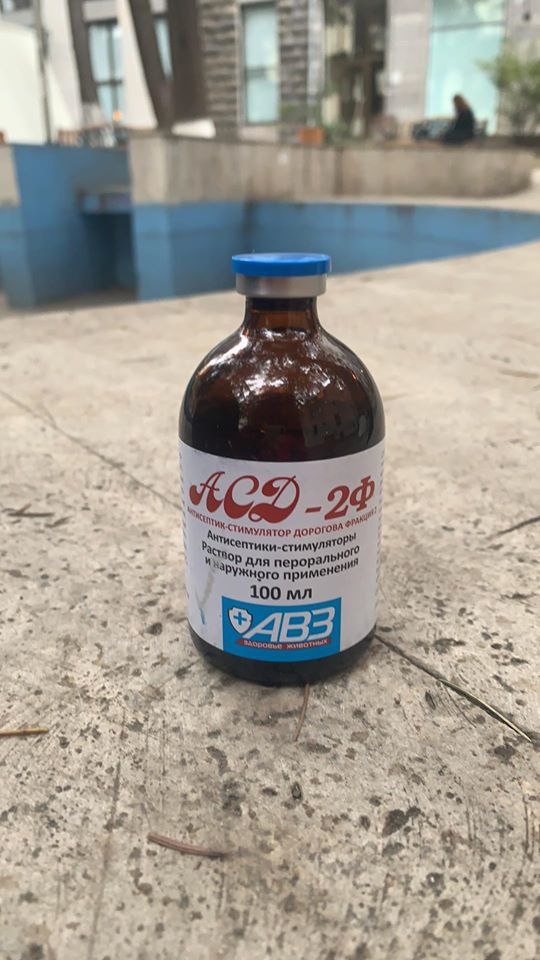 АСД-2Ф
АНТИСЕПТИК-СТИМУЛЯТОР ДОРОГОВА ФРАКЦИЯ 2
Антисептики-стимуляторы
Раствор для перорального
и наружного применения
100 мл
АВЗ
ЗДОРОВЬЕ ЖИВОТНЫХ